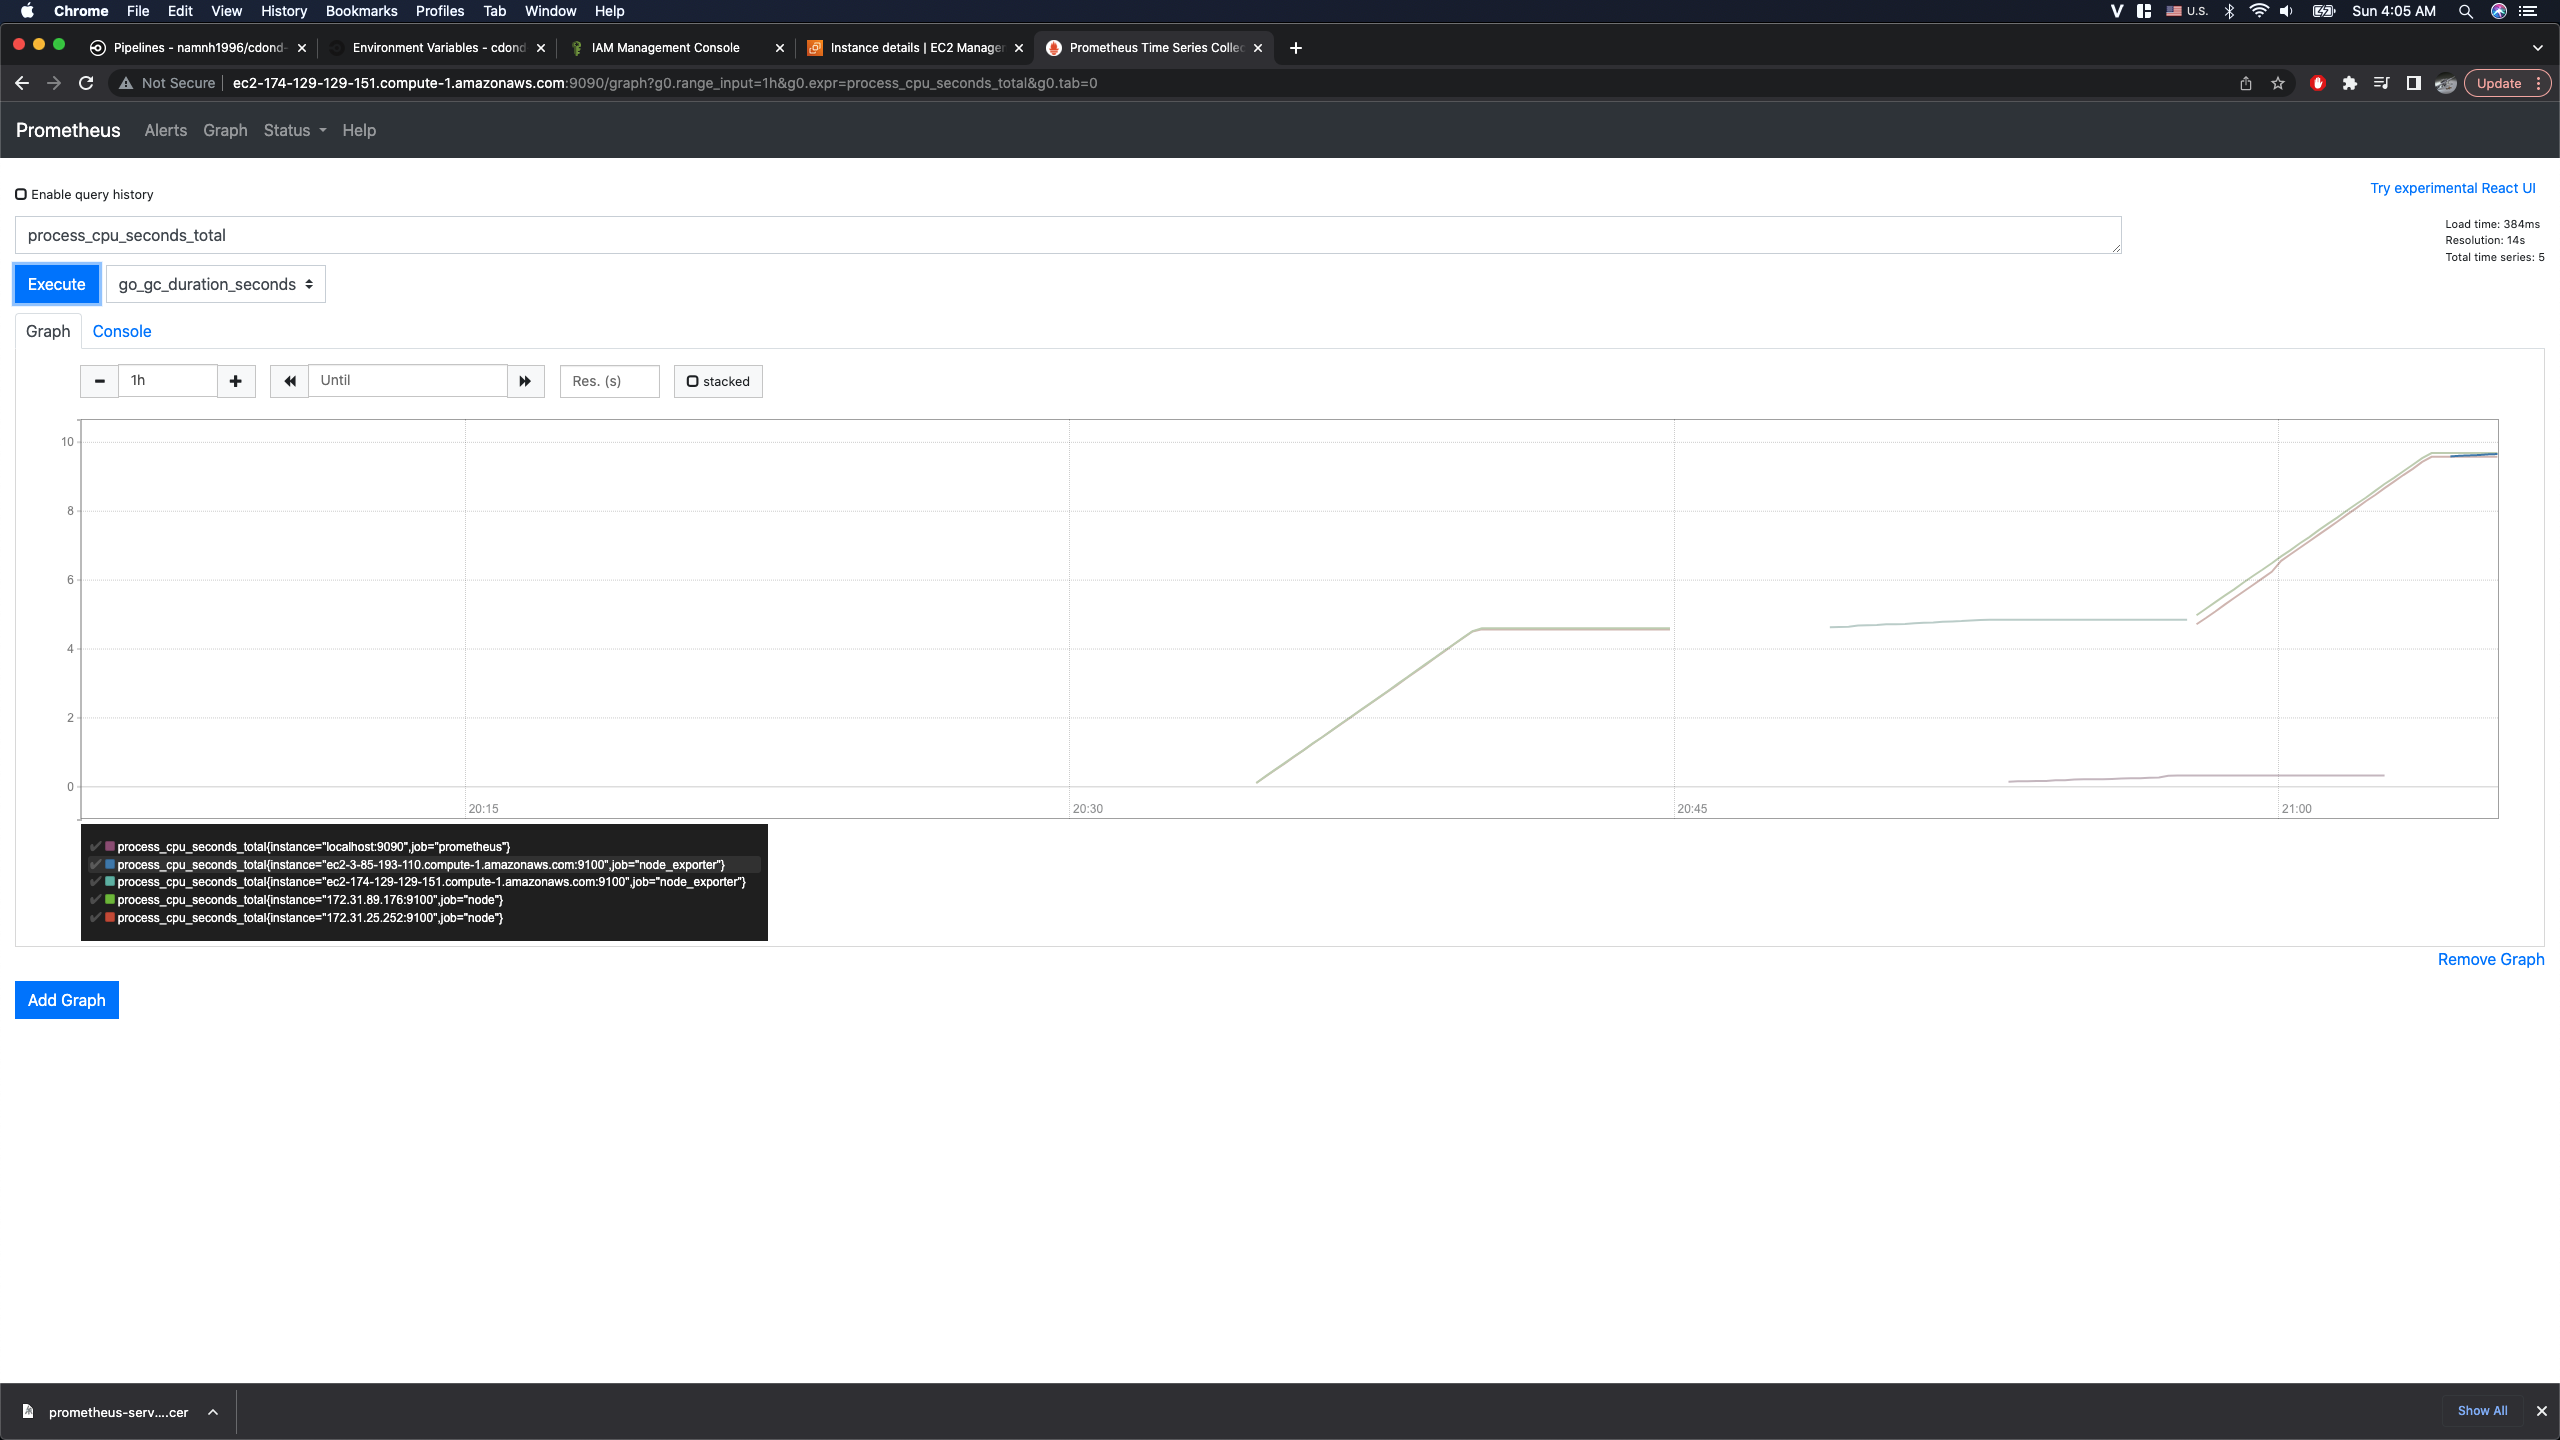 Chrome File Edit View History Bookmarks Profiles Tab Window Help U.S. Sun 4:05 AM
Pipelines - namnh1996/cdond- Environment Variables - cdond IAM Management Console Instance details | EC2 Manager Prometheus Time Series Collec
Not Secure ec2-174-129-129-151.compute-1.amazonaws.com:9090/graph?g0.range_input=1h&g0.expr=process_cpu_seconds_total&g0.tab=0 Update
Prometheus Alerts Graph Status Help
Enable query history Try experimental React UI
process_cpu_seconds_total
Load time: 384ms
Resolution: 14s
Total time series: 5
Execute go_gc_duration_seconds
Graph Console
1h Until Res. (s) stacked
10
8
6
4
2
0
20:15 20:30 20:45 21:00
process_cpu_seconds_total{instance="localhost:9090",job="prometheus"}
process_cpu_seconds_total{instance="ec2-3-85-193-110.compute-1.amazonaws.com:9100",job="node_exporter"}
process_cpu_seconds_total{instance="ec2-174-129-129-151.compute-1.amazonaws.com:9100",job="node_exporter"}
process_cpu_seconds_total{instance="172.31.89.176:9100",job="node"}
process_cpu_seconds_total{instance="172.31.25.252:9100",job="node"}
Remove Graph
Add Graph
prometheus-serv....cer Show All